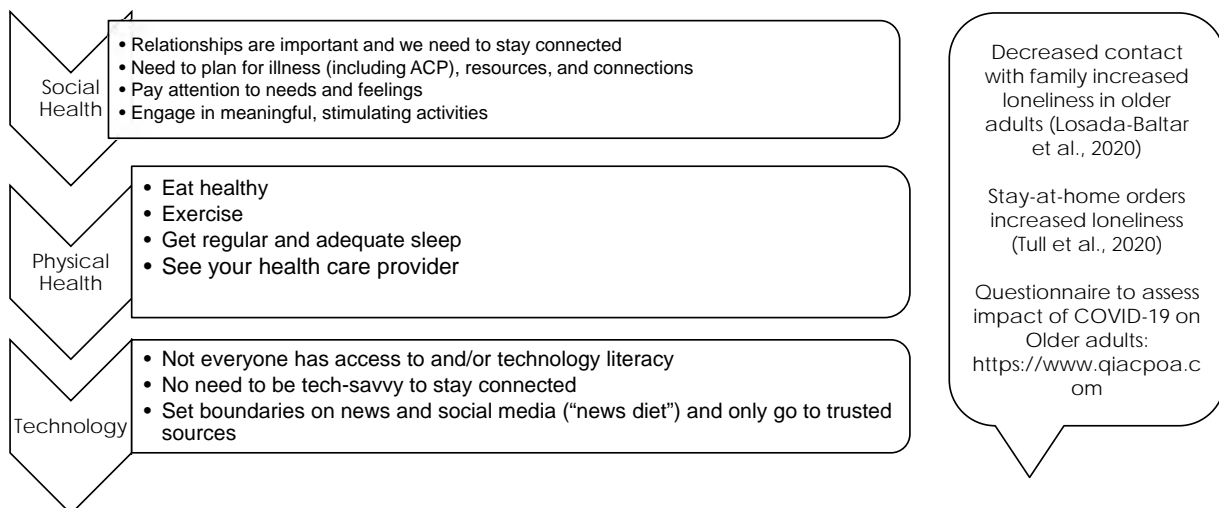 Social
Health
• Relationships are important and we need to stay connected
• Need to plan for illness (including ACP), resources, and connections
• Pay attention to needs and feelings
• Engage in meaningful, stimulating activities
Physical
Health
• Eat healthy
• Exercise
• Get regular and adequate sleep
• See your health care provider
Technology
• Not everyone has access to and/or technology literacy
• No need to be tech-savvy to stay connected
• Set boundaries on news and social media (“news diet”) and only go to trusted
sources
Decreased contact
with family increased
loneliness in older
adults (Losada-Baltar
et al., 2020)
Stay-at-home orders
increased loneliness
(Tull et al., 2020)
Questionnaire to assess
impact of COVID-19 on
Older adults:
https://www.qiacpoa.c
om